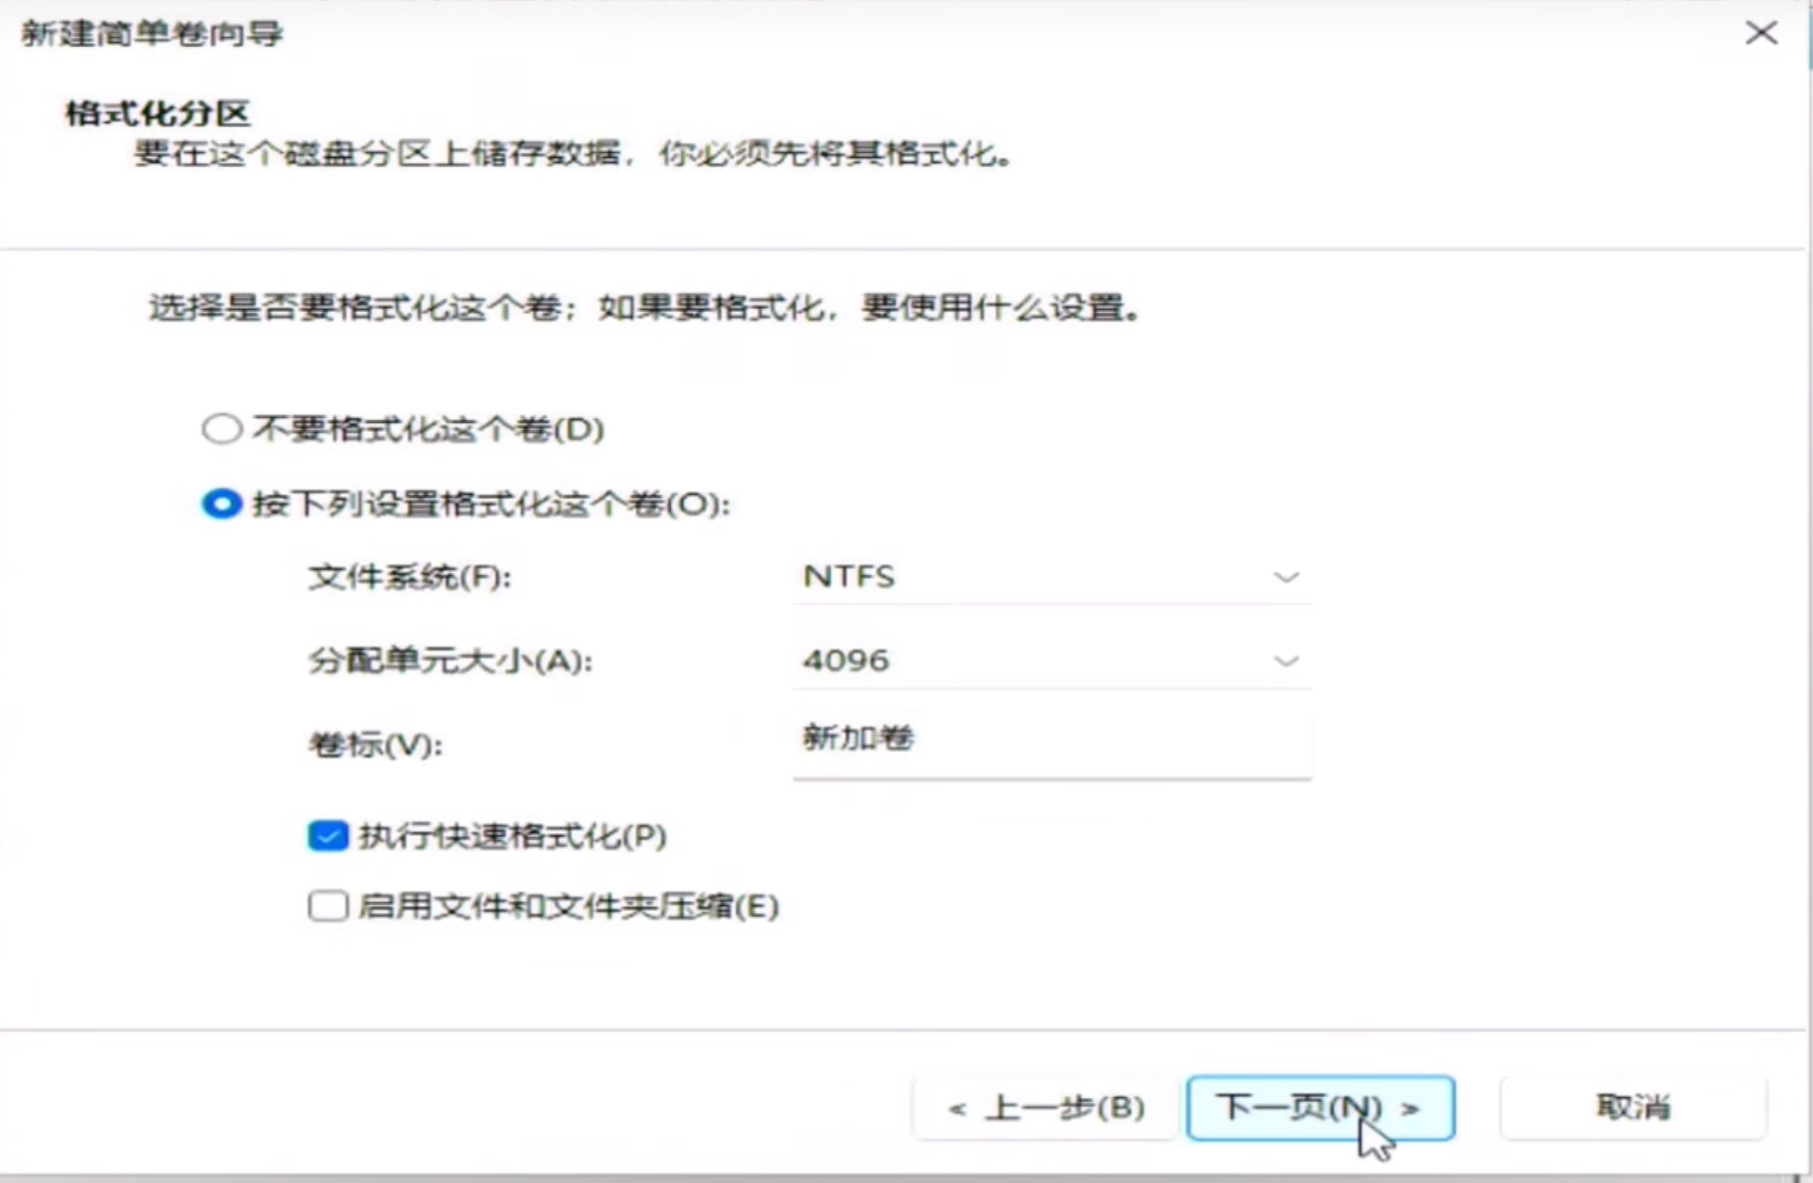 新建简单卷向导
格式化分区
要在这个磁盘分区上储存数据，你必须先将其格式化。
选择是否要格式化这个卷；如果要格式化，要使用什么设置。
不要格式化这个卷(D)
按下列设置格式化这个卷(O):
文件系统(F): NTFS
分配单元大小(A): 4096
卷标(V): 新加卷
执行快速格式化(P)
启用文件和文件夹压缩(E)
< 上一步(B) 下一页(N) > 取消